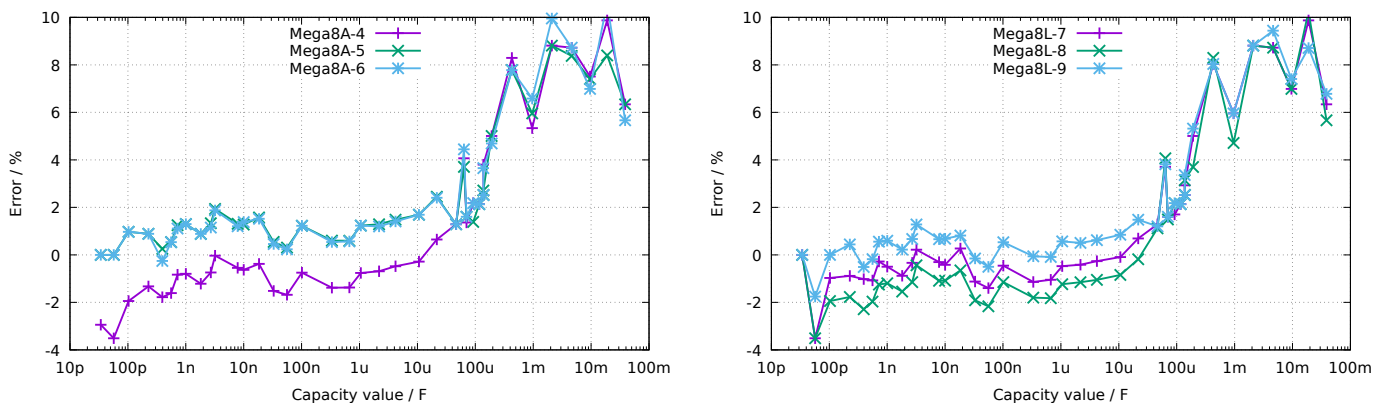 10
8
6
4
2
0
-2
-4
Error / %
Mega8A-4
Mega8A-5
Mega8A-6
10p 100p 1n 10n 100n 1u 10u 100u 1m 10m 100m
Capacity value / F
10
8
6
4
2
0
-2
-4
Error / %
Mega8L-7
Mega8L-8
Mega8L-9
10p 100p 1n 10n 100n 1u 10u 100u 1m 10m 100m
Capacity value / F